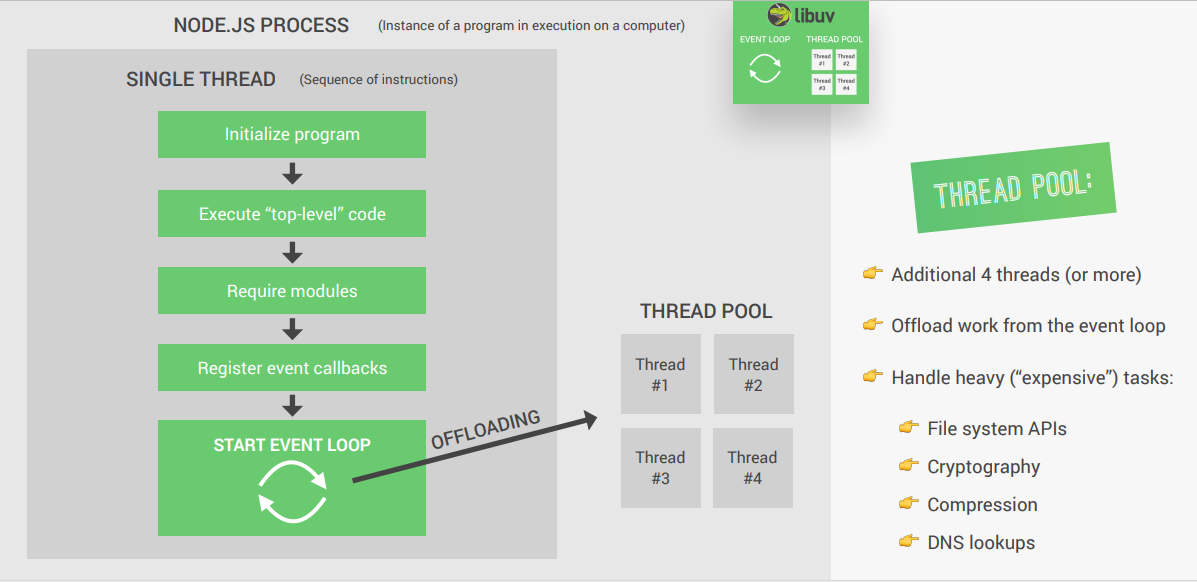 NODE.JS PROCESS (Instance of a program in execution on a computer)
SINGLE THREAD (Sequence of instructions)
Initialize program
Execute “top-level” code
Require modules
Register event callbacks
START EVENT LOOP
OFFLOADING
THREAD POOL
Thread
#1
Thread
#2
Thread
#3
Thread
#4
libuv
EVENT LOOP
THREAD POOL
Thread
#1
Thread
#2
Thread
#3
Thread
#4
THREAD POOL:
Additional 4 threads (or more)
Offload work from the event loop
Handle heavy (“expensive”) tasks:
File system APIs
Cryptography
Compression
DNS lookups